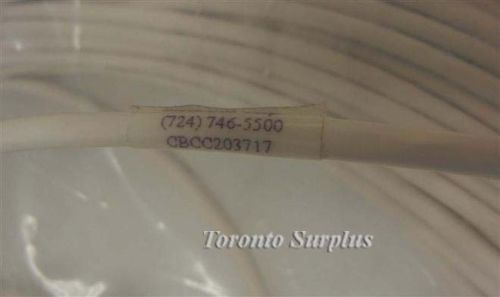 (724) 746-5500
CBCC203717
Toronto Surplus